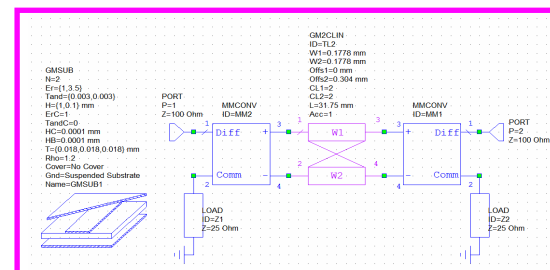 GM2CLIN
ID=TL2
W1=0.1778 mm
W2=0.1778 mm
Offs1=0 mm
Offs2=0.304 mm
CL1=2
CL2=2
L=31.75 mm
Acc=1
GMSUB
N=2
Er={1,3.5}
Tand={0.003,0.003}
H={1,0.1} mm
ErC=1
TandC=0
HC=0.0001 mm
HB=0.0001 mm
T={0.018,0.018,0.018} mm
Rho=1.2
Cover=No Cover
Gnd=Suspended Substrate
Name=GMSUB1
PORT
P=1
Z=100 Ohm
MMCONV
ID=MM2
MMCONV
ID=MM1
PORT
P=2
Z=100 Ohm
1 Diff + 3
2 Comm - 4
1 W1 3
2 W2 4
3 + Diff 1
4 - Comm 2
LOAD
ID=Z1
Z=25 Ohm
LOAD
ID=Z2
Z=25 Ohm